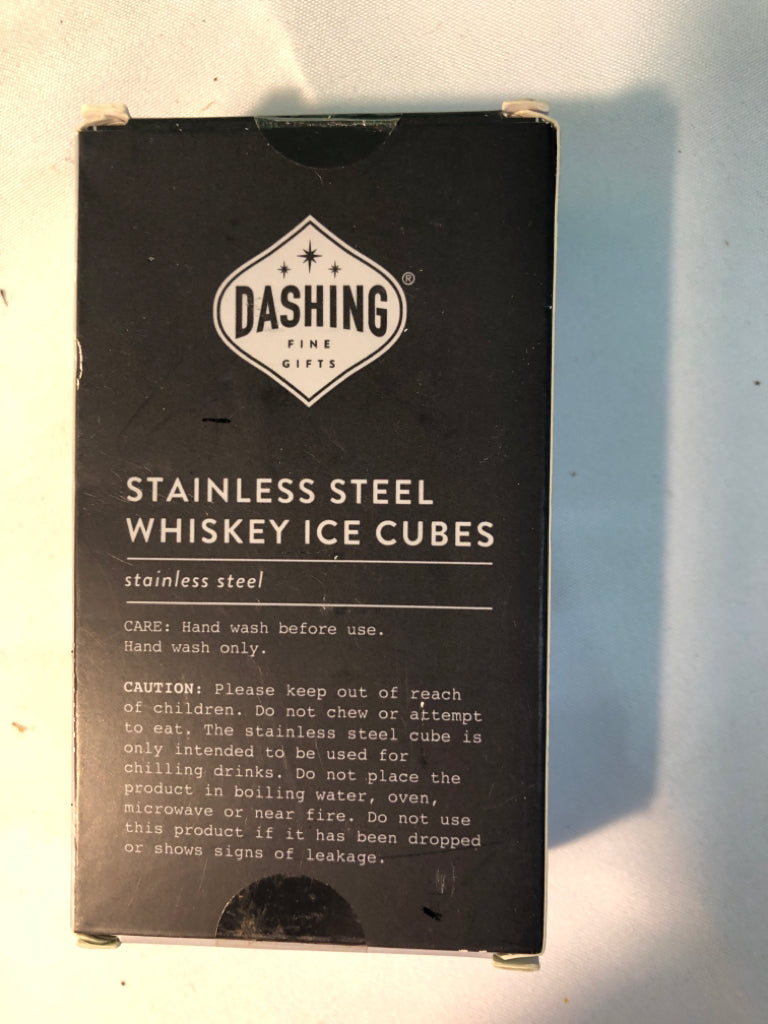 DASHING®
FINE
GIFTS
STAINLESS STEEL
WHISKEY ICE CUBES
stainless steel
CARE: Hand wash before use.
Hand wash only.
CAUTION: Please keep out of reach
of children. Do not chew or attempt
to eat. The stainless steel cube is
only intended to be used for
chilling drinks. Do not place the
product in boiling water, oven,
microwave or near fire. Do not use
this product if it has been dropped
or shows signs of leakage.